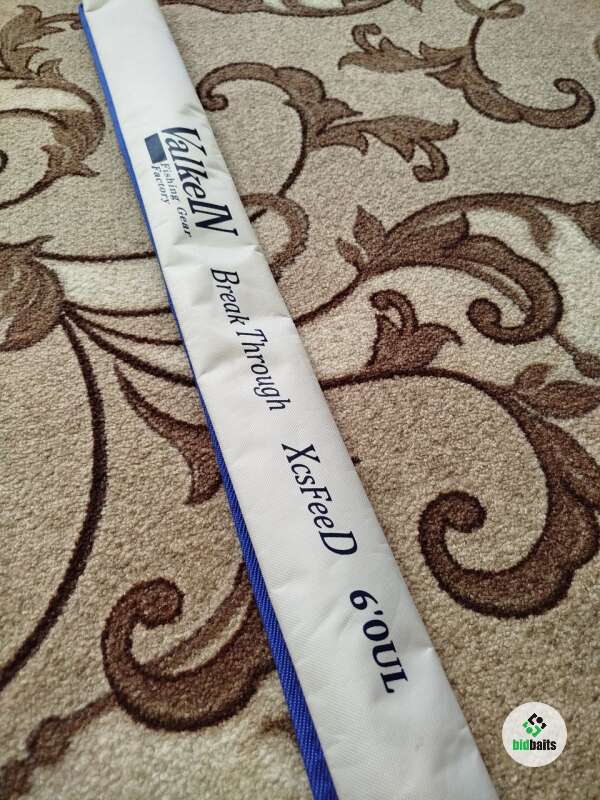 ValkeIN
Fishing Gear
Factory
Break Through
XcsFeeD
6'0UL
bidbaits